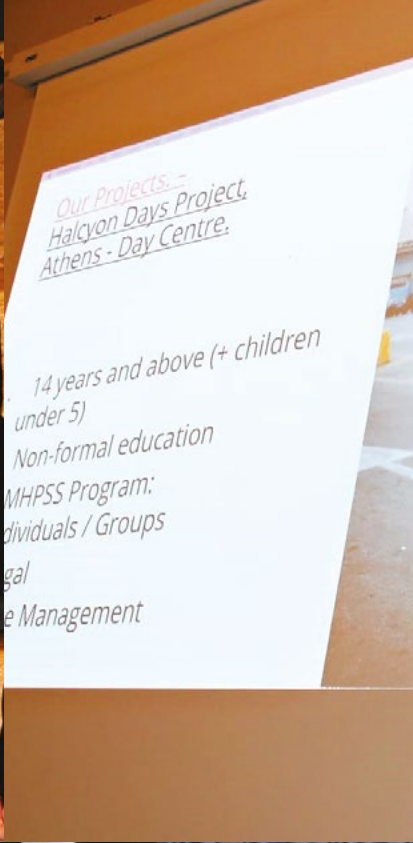 Our Projects: –
Halcyon Days Project,
Athens - Day Centre.
14 years and above (+ children
under 5)
Non-formal education
MHPSS Program:
dividuals / Groups
gal
e Management